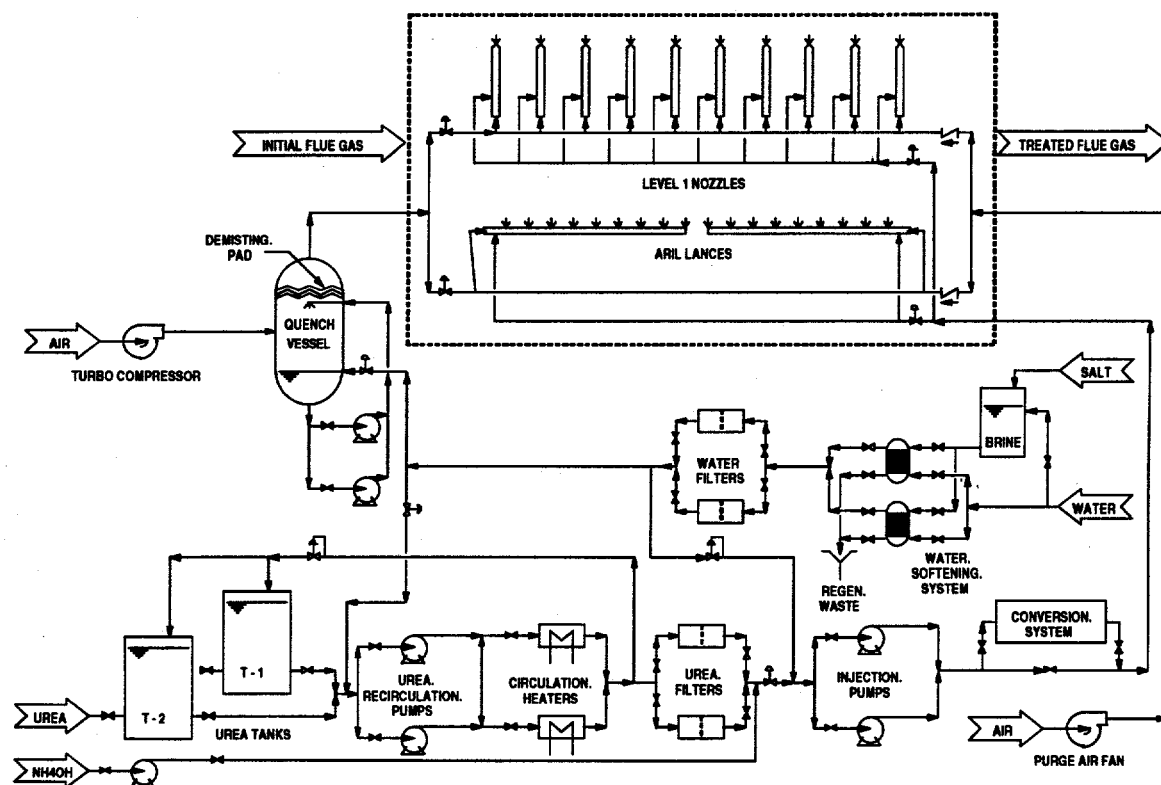 INITIAL FLUE GAS
LEVEL 1 NOZZLES
TREATED FLUE GAS
ARIL LANCES
DEMISTING.
PAD
QUENCH
VESSEL
AIR
TURBO COMPRESSOR
SALT
BRINE
WATER
FILTERS
WATER
WATER.
SOFTENING.
SYSTEM
REGEN.
WASTE
CONVERSION.
SYSTEM
T-1
T-2
UREA
UREA TANKS
UREA.
RECIRCULATION.
PUMPS
CIRCULATION.
HEATERS
UREA.
FILTERS
INJECTION.
PUMPS
AIR
PURGE AIR FAN
NH4OH